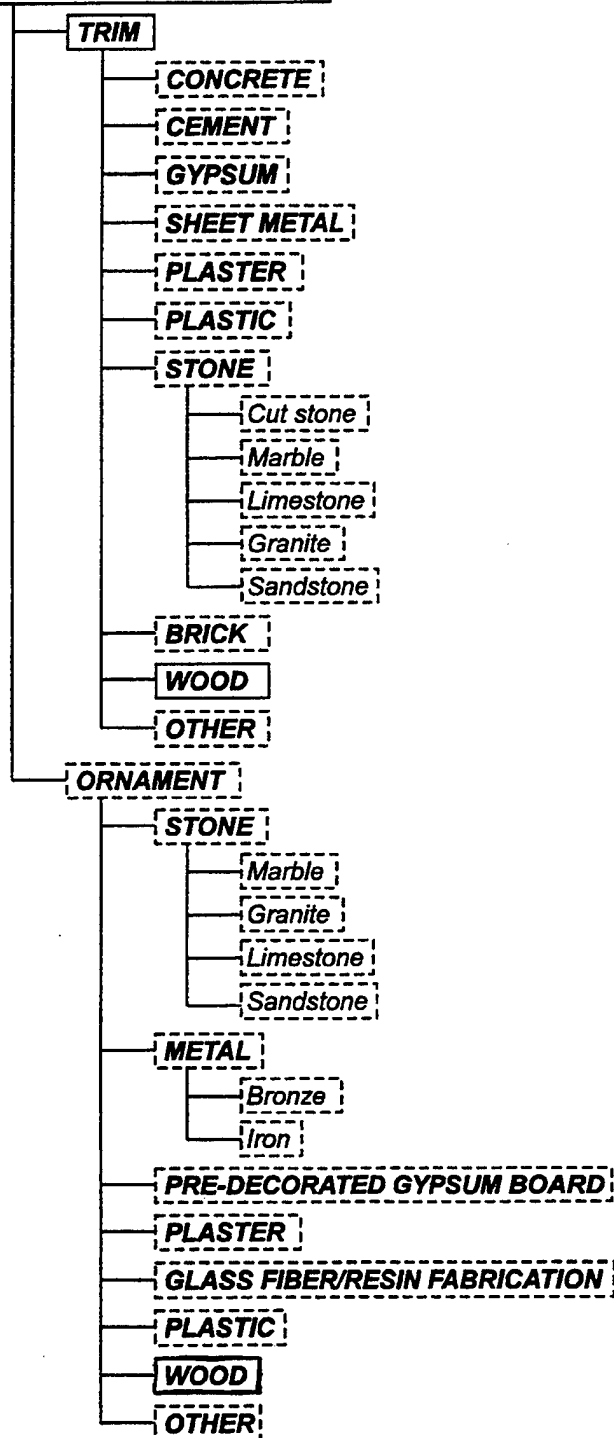 TRIM
CONCRETE
CEMENT
GYPSUM
SHEET METAL
PLASTER
PLASTIC
STONE
Cut stone
Marble
Limestone
Granite
Sandstone
BRICK
WOOD
OTHER
ORNAMENT
STONE
Marble
Granite
Limestone
Sandstone
METAL
Bronze
Iron
PRE-DECORATED GYPSUM BOARD
PLASTER
GLASS FIBER/RESIN FABRICATION
PLASTIC
WOOD
OTHER